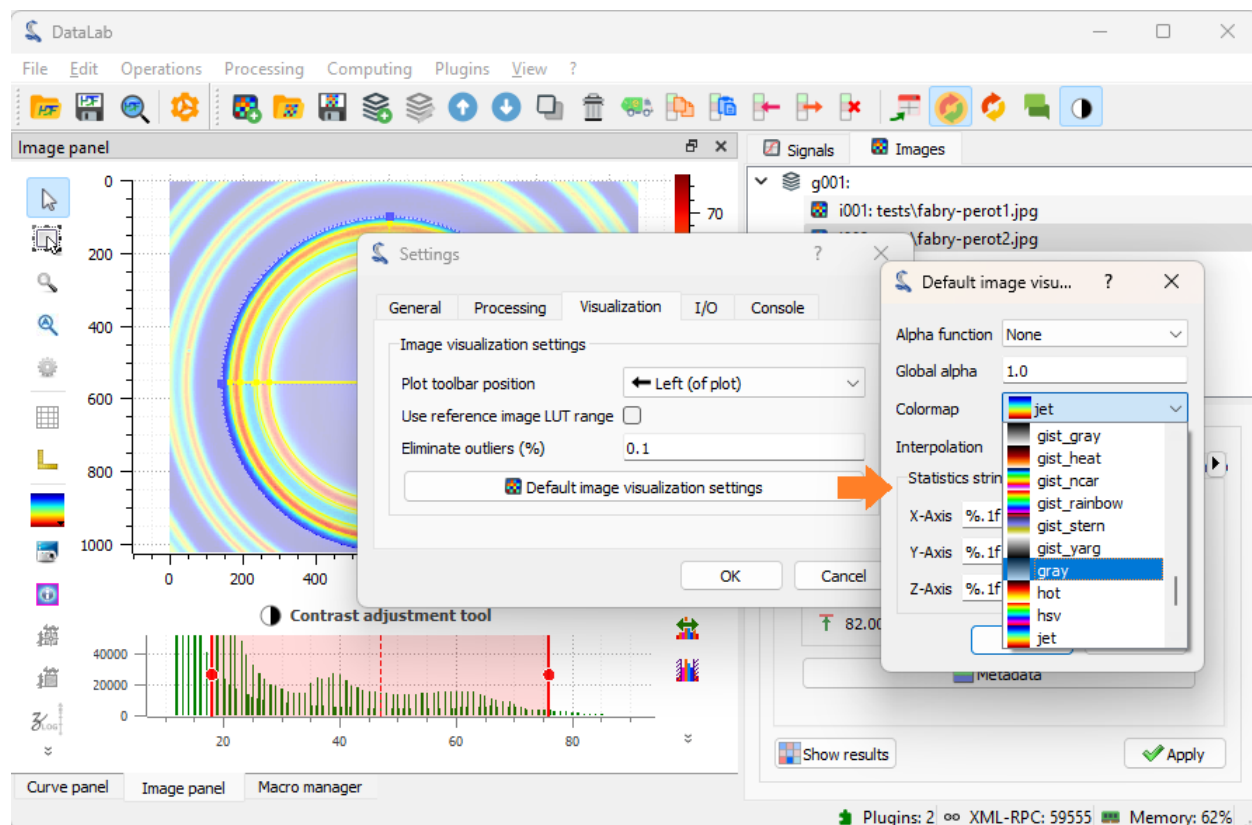 DataLab
File Edit Operations Processing Computing Plugins View ?
Image panel
Signals Images
g001:
i001: tests\fabry-perot1.jpg
\fabry-perot2.jpg
0
200
400
600
800
1000
0 200 400
70
Settings ?
General Processing Visualization I/O Console
Image visualization settings
Plot toolbar position Left (of plot)
Use reference image LUT range
Eliminate outliers (%) 0.1
Default image visualization settings
OK Cancel
Default image visu... ?
Alpha function None
Global alpha 1.0
Colormap jet
Interpolation
gist_gray
gist_heat
gist_ncar
gist_rainbow
gist_stern
gist_yarg
gray
hot
hsv
jet
Statistics strin
X-Axis %.1f
Y-Axis %.1f
Z-Axis %.1f
82.00
Metadata
Contrast adjustment tool
40000
20000
0
20 40 60 80
LOG
Show results Apply
Curve panel Image panel Macro manager
Plugins: 2 XML-RPC: 59555 Memory: 62%